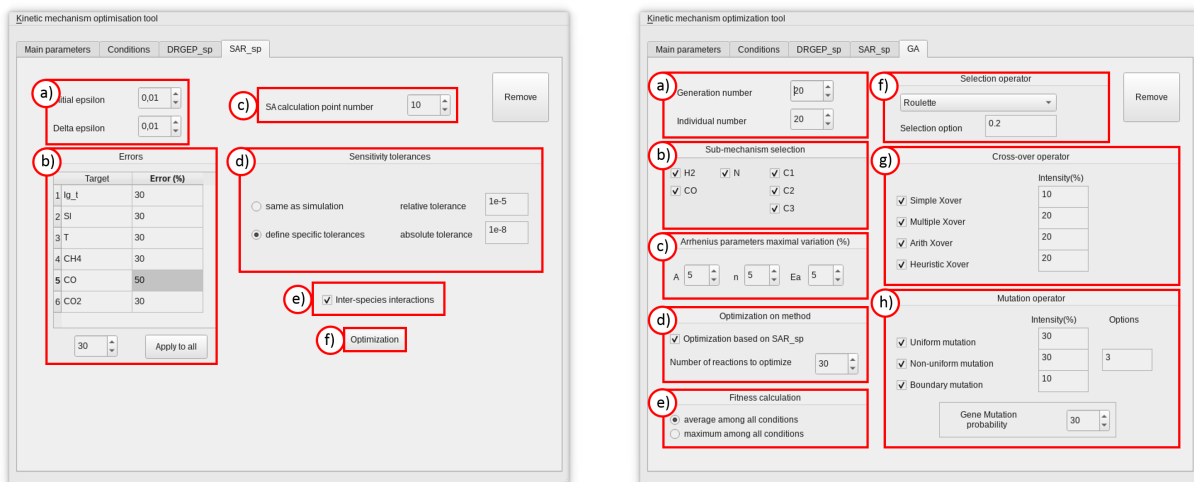 Kinetic mechanism optimisation tool
Main parameters Conditions DRGEP_sp SAR_sp
a) Initial epsilon 0,01
Delta epsilon 0,01
c) SA calculation point number 10
Remove
b) Errors
Target Error (%)
1 Ig_t 30
2 Sl 30
3 T 30
4 CH4 30
5 CO 50
6 CO2 30
30 Apply to all
d) Sensitivity tolerances
same as simulation relative tolerance 1e-5
define specific tolerances absolute tolerance 1e-8
e) Inter-species interactions
f) Optimization
Kinetic mechanism optimization tool
Main parameters Conditions DRGEP_sp SAR_sp GA
a) Generation number 20
Individual number 20
b) Sub-mechanism selection
H2 N C1
CO C2
C3
c) Arrhenius parameters maximal variation (%)
A 5 n 5 Ea 5
d) Optimization on method
Optimization based on SAR_sp
Number of reactions to optimize 30
e) Fitness calculation
average among all conditions
maximum among all conditions
f) Selection operator
Roulette
Selection option 0.2
Remove
g) Cross-over operator
Intensity(%)
Simple Xover 10
Multiple Xover 20
Arith Xover 20
Heuristic Xover 20
h) Mutation operator
Intensity(%) Options
Uniform mutation 30
Non-uniform mutation 30 3
Boundary mutation 10
Gene Mutation
probability 30